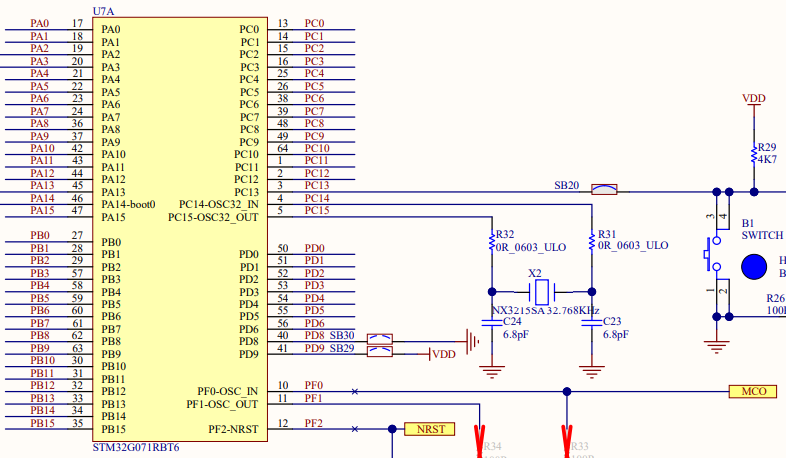 U7A
PA0 17 PA0 PC0 13 PC0
PA1 18 PA1 PC1 14 PC1
PA2 19 PA2 PC2 15 PC2
PA3 20 PA3 PC3 16 PC3
PA4 21 PA4 PC4 25 PC4
PA5 22 PA5 PC5 26 PC5
PA6 23 PA6 PC6 38 PC6
PA7 24 PA7 PC7 39 PC7
PA8 36 PA8 PC8 48 PC8
PA9 37 PA9 PC9 49 PC9
PA10 42 PA10 PC10 64 PC10
PA11 43 PA11 PC11 1 PC11
PA12 44 PA12 PC12 2 PC12
PA13 45 PA13 PC13 3 PC13
PA14 46 PA14-boot0 PC14-OSC32_IN 4 PC14
PA15 47 PA15 PC15-OSC32_OUT 5 PC15
PB0 27 PB0
PB1 28 PB1 PD0 50 PD0
PB2 29 PB2 PD1 51 PD1
PB3 57 PB3 PD2 52 PD2
PB4 58 PB4 PD3 53 PD3
PB5 59 PB5 PD4 54 PD4
PB6 60 PB6 PD5 55 PD5
PB7 61 PB7 PD6 56 PD6
PB8 62 PB8 PD8 40 PD8 SB30
PB9 63 PB9 PD9 41 PD9 SB29 VDD
PB10 30 PB10
PB11 31 PB11
PB12 32 PB12 PF0-OSC_IN 10 PF0 MCO
PB13 33 PB13 PF1-OSC_OUT 11 PF1
PB14 34 PB14
PB15 35 PB15 PF2-NRST 12 PF2 NRST
STM32G071RBT6
SB20
VDD
R29
4K7
R32
0R_0603_ULO
R31
0R_0603_ULO
X2
NX3215SA 32.768KHz
C24
6.8pF
C23
6.8pF
3 4
B1
SWITCH
1 2
R26
R34
R33